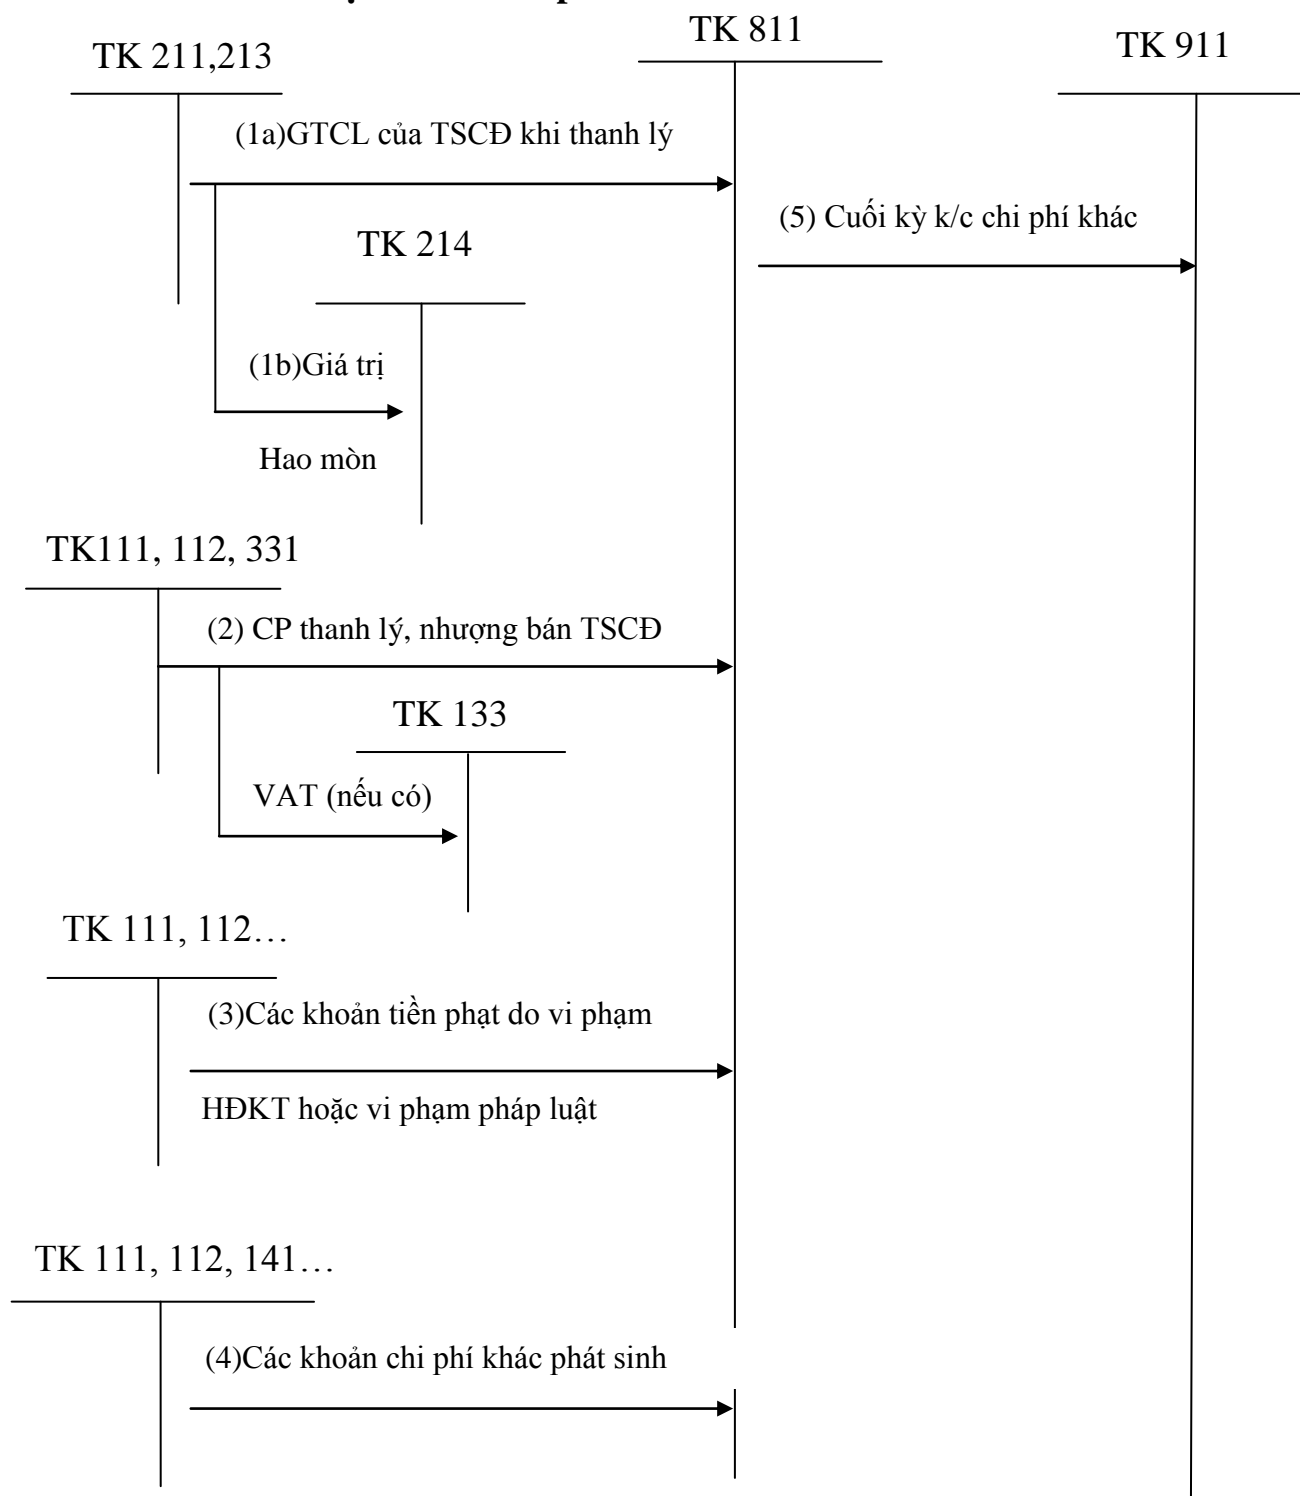 TK 811
TK 911
TK 211,213
(1a)GTCL của TSCĐ khi thanh lý
(5) Cuối kỳ k/c chi phí khác
TK 214
(1b)Giá trị
Hao mòn
TK111, 112, 331
(2) CP thanh lý, nhượng bán TSCĐ
TK 133
VAT (nếu có)
TK 111, 112…
(3)Các khoản tiền phạt do vi phạm
HĐKT hoặc vi phạm pháp luật
TK 111, 112, 141…
(4)Các khoản chi phí khác phát sinh